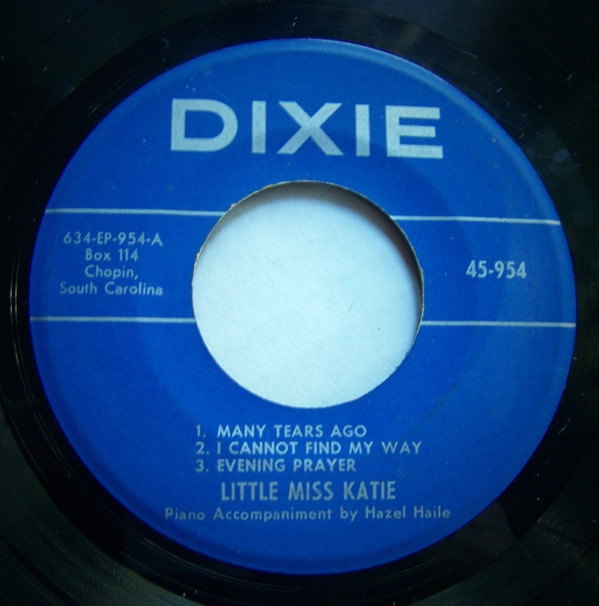 DIXIE
634-EP-954-A
Box 114
Chopin,
South Carolina
45-954
1. MANY TEARS AGO
2. I CANNOT FIND MY WAY
3. EVENING PRAYER
LITTLE MISS KATIE
Piano Accompaniment by Hazel Haile